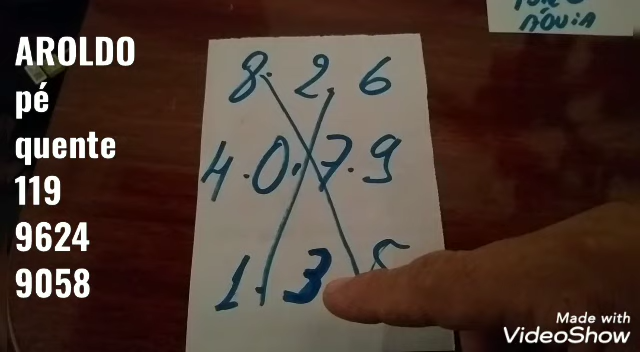 AROLDO
pé
quente
119
9624
9058
8. 2. 6
4.0.7.9
1. 3 5
NÓVIA
Made with
VideoShow